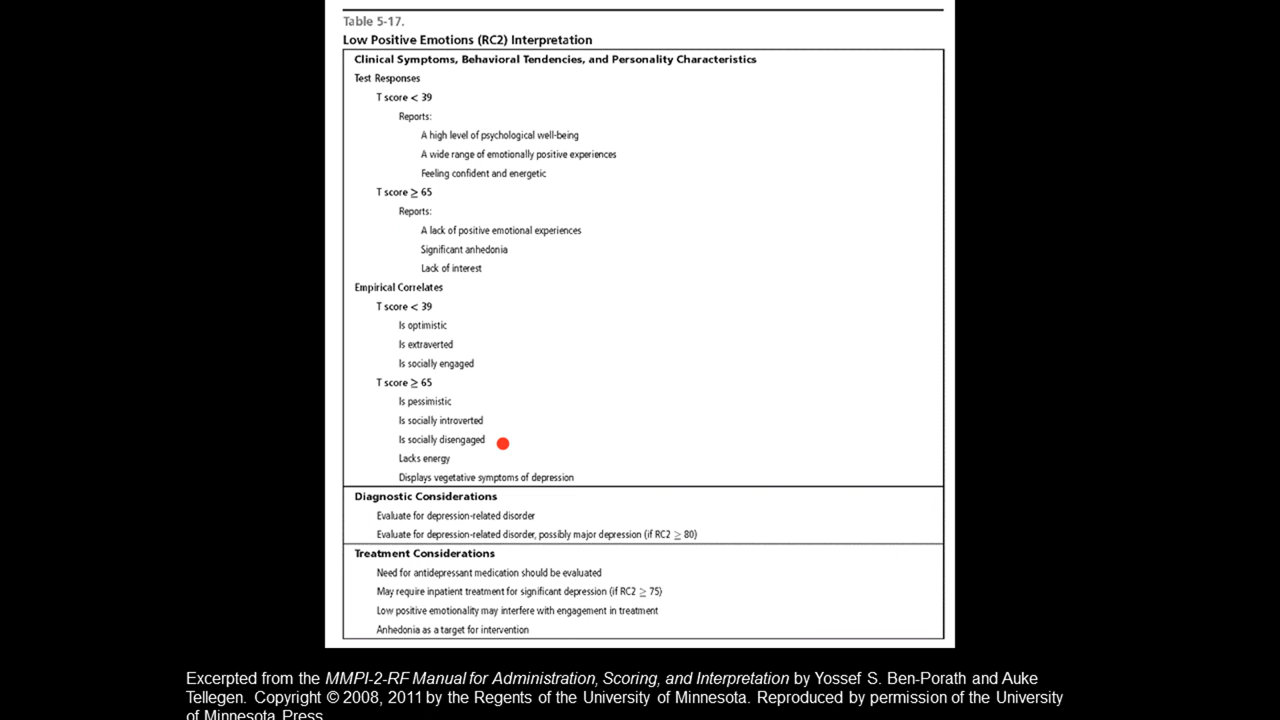 Table 5-17.
Low Positive Emotions (RC2) Interpretation
Clinical Symptoms, Behavioral Tendencies, and Personality Characteristics
Test Responses
T score < 39
Reports:
A high level of psychological well-being
A wide range of emotionally positive experiences
Feeling confident and energetic
T score ≥ 65
Reports:
A lack of positive emotional experiences
Significant anhedonia
Lack of interest
Empirical Correlates
T score < 39
Is optimistic
Is extraverted
Is socially engaged
T score ≥ 65
Is pessimistic
Is socially introverted
Is socially disengaged
Lacks energy
Displays vegetative symptoms of depression
Diagnostic Considerations
Evaluate for depression-related disorder
Evaluate for depression-related disorder, possibly major depression (if RC2 ≥ 80)
Treatment Considerations
Need for antidepressant medication should be evaluated
May require inpatient treatment for significant depression (if RC2 ≥ 75)
Low positive emotionality may interfere with engagement in treatment
Anhedonia as a target for intervention
Excerpted from the MMPI-2-RF Manual for Administration, Scoring, and Interpretation by Yossef S. Ben-Porath and Auke
Tellegen. Copyright © 2008, 2011 by the Regents of the University of Minnesota. Reproduced by permission of the University
of Minnesota Press